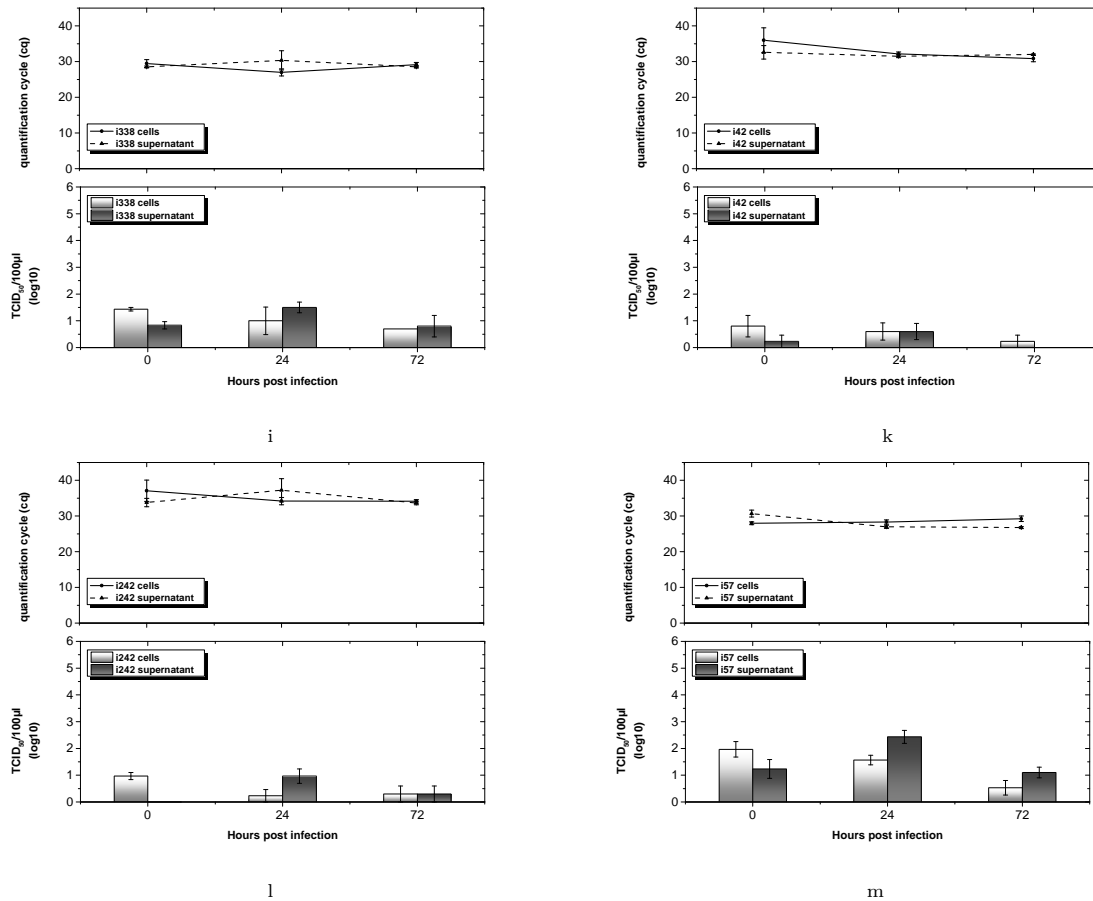 40
30
20
10
0
quantification cycle (cq)
i338 cells
i338 supernatant
6
5
4
3
2
1
0
TCID50/100µl
(log10)
i338 cells
i338 supernatant
0 24 72
Hours post infection
i
40
30
20
10
0
quantification cycle (cq)
i42 cells
i42 supernatant
6
5
4
3
2
1
0
TCID50/100µl
(log10)
i42 cells
i42 supernatant
0 24 72
Hours post infection
k
40
30
20
10
0
quantification cycle (cq)
i242 cells
i242 supernatant
6
5
4
3
2
1
0
TCID50/100µl
(log10)
i242 cells
i242 supernatant
0 24 72
Hours post infection
l
40
30
20
10
0
quantification cycle (cq)
i57 cells
i57 supernatant
6
5
4
3
2
1
0
TCID50/100µl
(log10)
i57 cells
i57 supernatant
0 24 72
Hours post infection
m